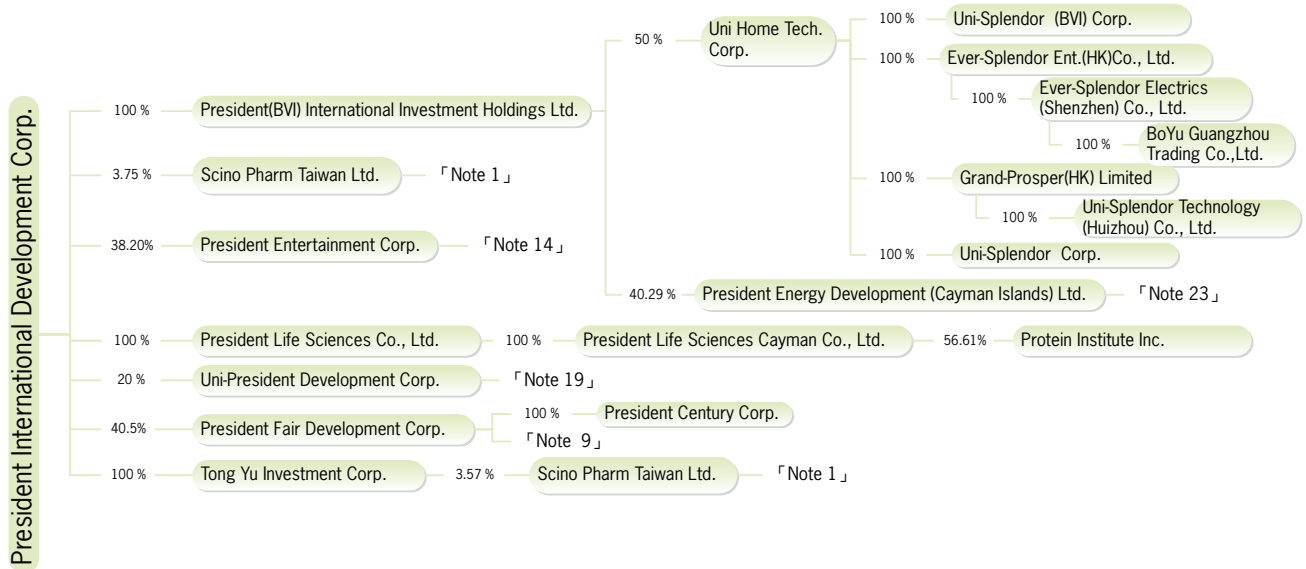 President International Development Corp.
100 %
President(BVI) International Investment Holdings Ltd.
50 %
Uni Home Tech.
Corp.
100 %
Uni-Splendor (BVI) Corp.
100 %
Ever-Splendor Ent.(HK)Co., Ltd.
100 %
Ever-Splendor Electrics
(Shenzhen) Co., Ltd.
100 %
BoYu Guangzhou
Trading Co.,Ltd.
100 %
Grand-Prosper(HK) Limited
100 %
Uni-Splendor Technology
(Huizhou) Co., Ltd.
100 %
Uni-Splendor Corp.
40.29 %
President Energy Development (Cayman Islands) Ltd.
「Note 23」
3.75 %
Scino Pharm Taiwan Ltd.
「Note 1」
38.20%
President Entertainment Corp.
「Note 14」
100 %
President Life Sciences Co., Ltd.
100 %
President Life Sciences Cayman Co., Ltd.
56.61%
Protein Institute Inc.
20 %
Uni-President Development Corp.
「Note 19」
40.5%
President Fair Development Corp.
100 %
President Century Corp.
「Note 9」
100 %
Tong Yu Investment Corp.
3.57 %
Scino Pharm Taiwan Ltd.
「Note 1」